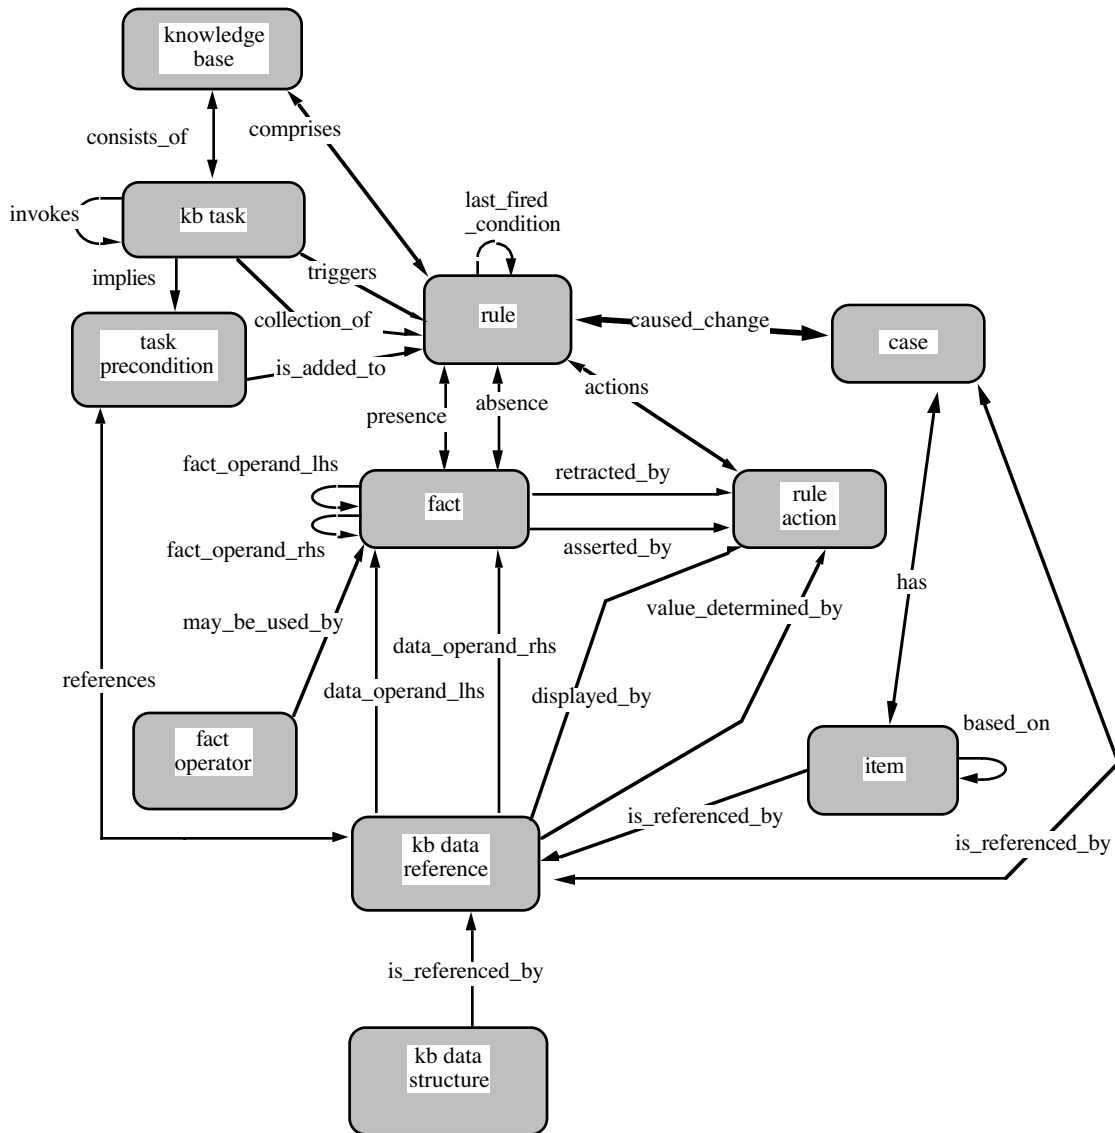 knowledge
base
consists_of
comprises
invokes
kb task
last_fired
_condition
implies
triggers
collection_of
rule
caused_change
case
task
precondition
is_added_to
presence
absence
actions
fact_operand_lhs
retracted_by
fact
rule
action
fact_operand_rhs
asserted_by
has
value_determined_by
may_be_used_by
data_operand_rhs
references
data_operand_lhs
displayed_by
based_on
fact
operator
item
is_referenced_by
kb data
reference
is_referenced_by
is_referenced_by
kb data
structure